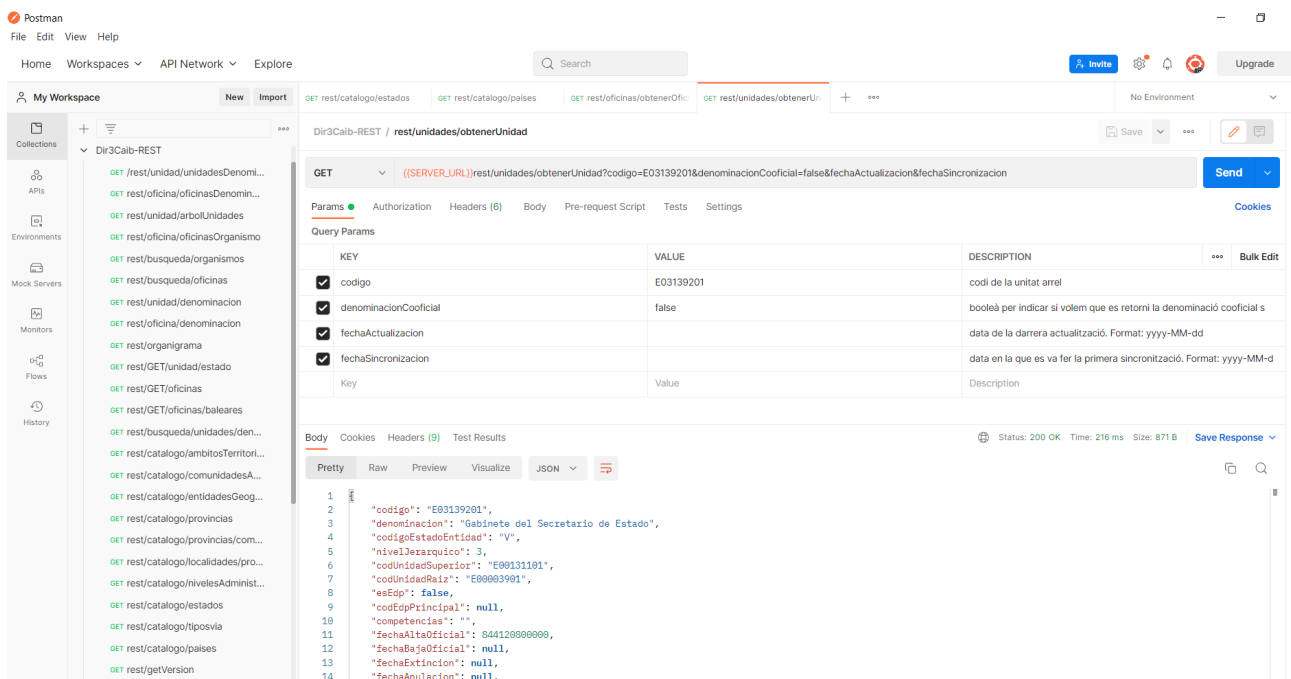 Postman
File Edit View Help
Home Workspaces API Network Explore
Search
Invite
Upgrade
My Workspace
New Import
GET rest/catalogo/estados
GET rest/catalogo/paises
GET rest/oficinas/obtenerOfic
GET rest/unidades/obtenerUn
No Environment
Collections
APIs
Environments
Mock Servers
Monitors
Flows
History
Dir3Caib-REST
GET /rest/unidad/unidadesDenomi...
GET rest/oficina/oficinasDenomin...
GET rest/unidad/arbolUnidades
GET rest/oficina/oficinasOrganismo
GET rest/busqueda/organismos
GET rest/busqueda/oficinas
GET rest/unidad/denominacion
GET rest/oficina/denominacion
GET rest/organigrama
GET rest/GET/unidad/estado
GET rest/GET/oficinas
GET rest/GET/oficinas/baleares
GET rest/busqueda/unidades/den...
GET rest/catalogo/ambitosTerritori...
GET rest/catalogo/comunidadesA...
GET rest/catalogo/entidadesGeog...
GET rest/catalogo/provincias
GET rest/catalogo/provincias/com...
GET rest/catalogo/localidades/pro...
GET rest/catalogo/nivelesAdminist...
GET rest/catalogo/estados
GET rest/catalogo/tiposvia
GET rest/catalogo/paises
GET rest/getVersion
Dir3Caib-REST / rest/unidades/obtenerUnidad
Save
GET {{SERVER_URL}}rest/unidades/obtenerUnidad?codigo=E03139201&denominacionCooficial=false&fechaActualizacion&fechaSincronizacion
Send
Params Authorization Headers (6) Body Pre-request Script Tests Settings
Cookies
Query Params
KEY VALUE DESCRIPTION Bulk Edit
codigo E03139201 codi de la unitat arrel
denominacionCooficial false booleà per indicar si volem que es retorni la denominació cooficial s
fechaActualizacion data de la darrera actualització. Format: yyyy-MM-dd
fechaSincronizacion data en la que es va fer la primera sincronització. Format: yyyy-MM-d
Key Value Description
Body Cookies Headers (9) Test Results
Status: 200 OK Time: 216 ms Size: 871 B Save Response
Pretty Raw Preview Visualize JSON
1 {
2 "codigo": "E03139201",
3 "denominacion": "Gabinete del Secretario de Estado",
4 "codigoEstadoEntidad": "V",
5 "nivelJerarquico": 3,
6 "codUnidadSuperior": "E00131101",
7 "codUnidadRaiz": "E00003901",
8 "esEdp": false,
9 "codEdpPrincipal": null,
10 "competencias": "",
11 "fechaAltaOficial": 844120800000,
12 "fechaBajaOficial": null,
13 "fechaExtincion": null,
14 "fechaAnulacion": null,